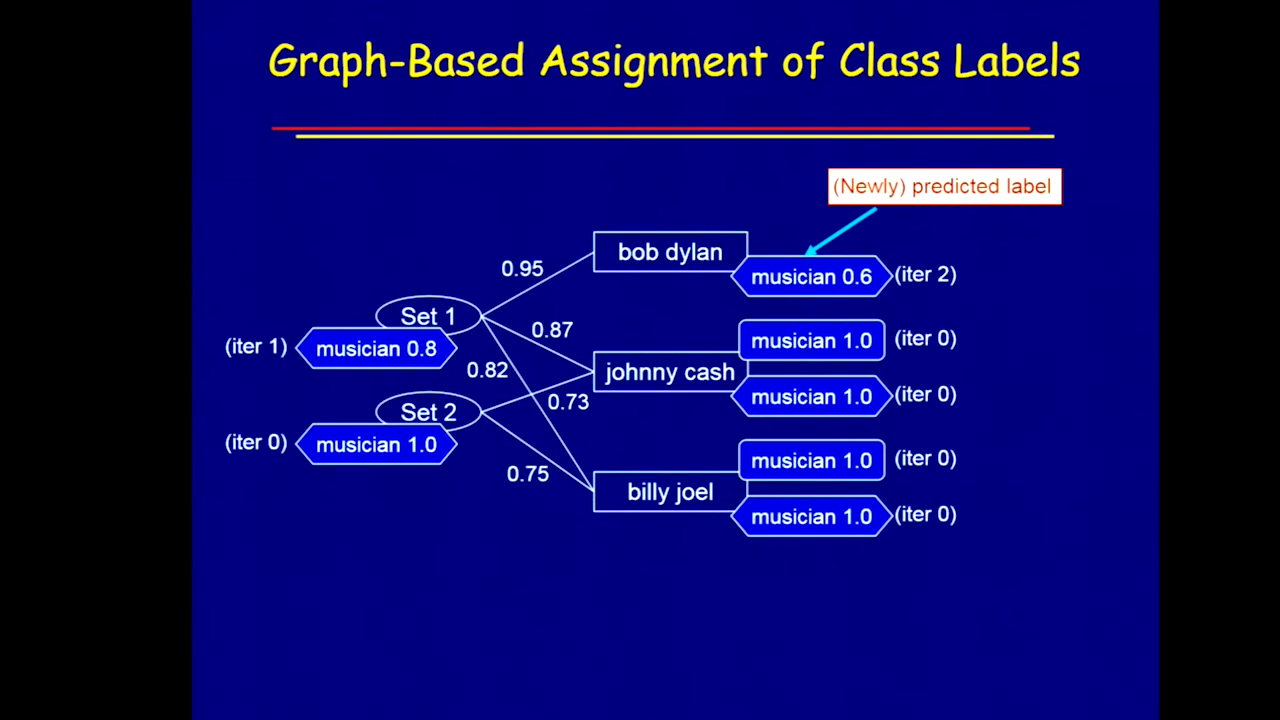 Graph-Based Assignment of Class Labels
(Newly) predicted label
bob dylan
0.95
musician 0.6 (iter 2)
Set 1
0.87
musician 1.0 (iter 0)
(iter 1) musician 0.8
0.82
johnny cash
musician 1.0 (iter 0)
0.73
Set 2
(iter 0) musician 1.0
musician 1.0 (iter 0)
0.75
billy joel
musician 1.0 (iter 0)